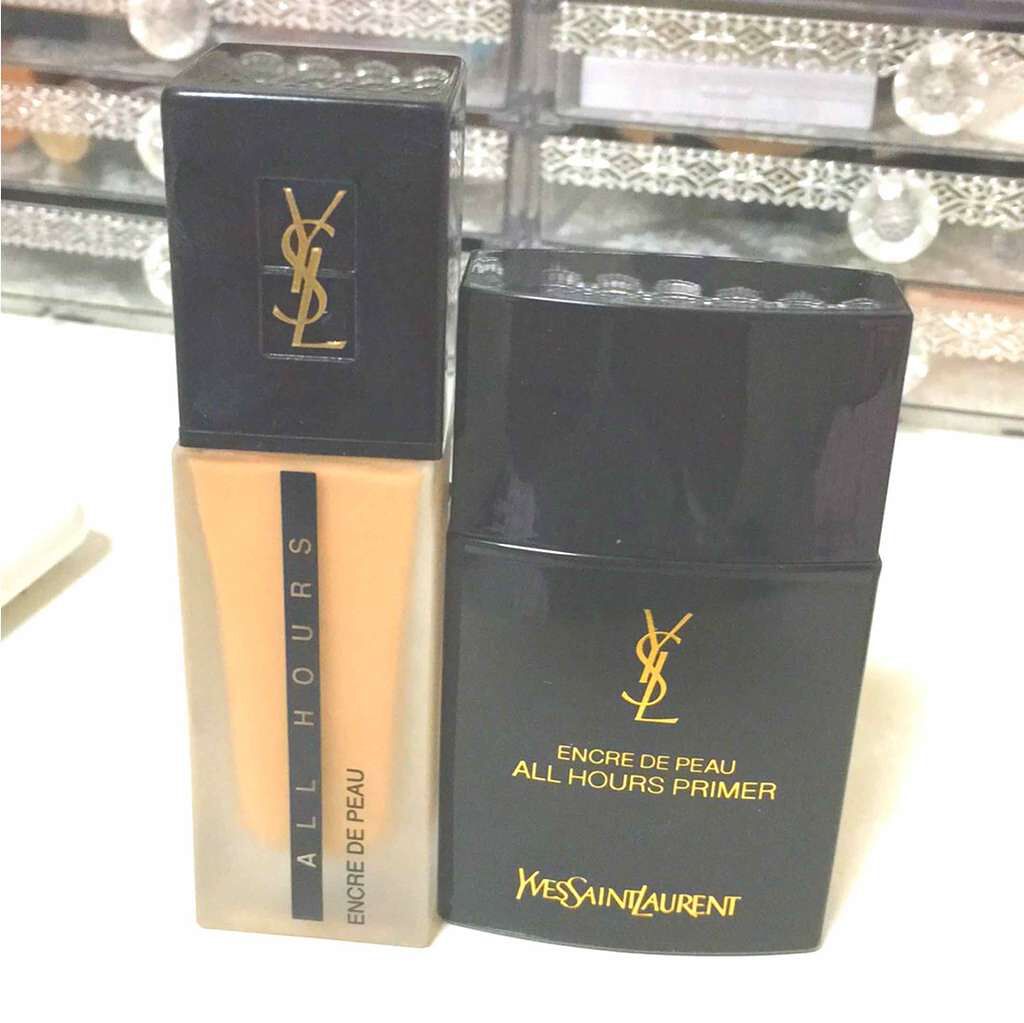 YSL
ALL HOURS
ENCRE DE PEAU
YSL
ENCRE DE PEAU
ALL HOURS PRIMER
YVESSAINTLAURENT